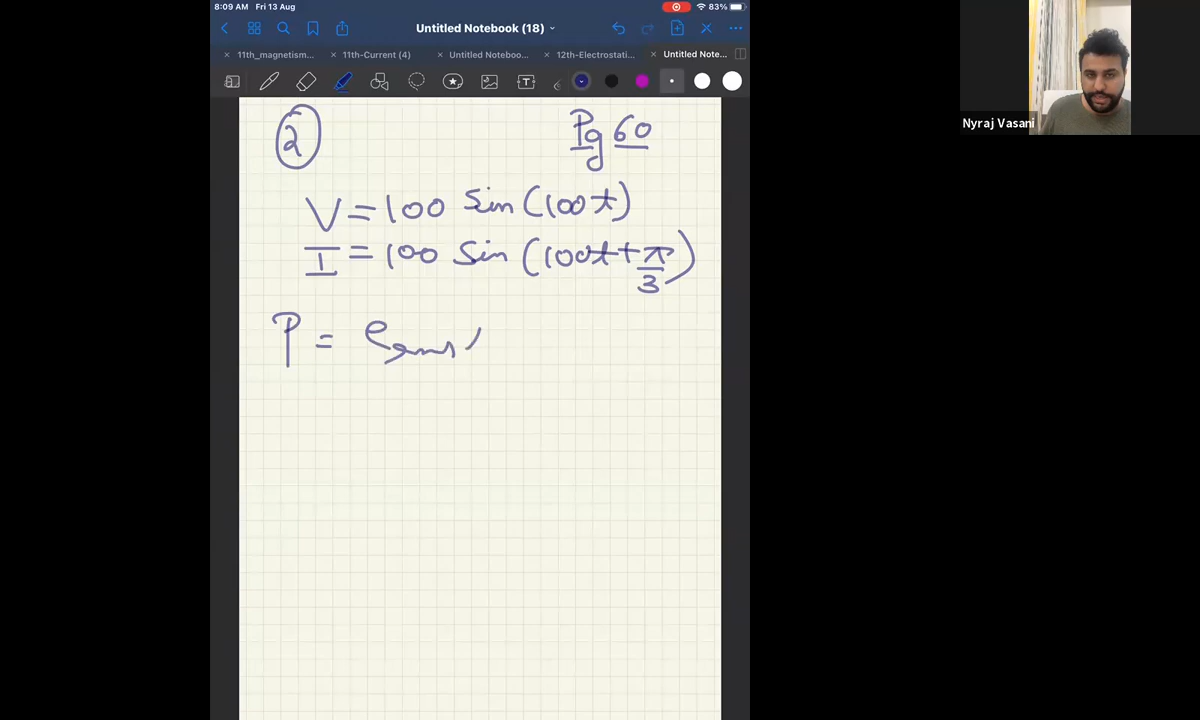 8:09 AM Fri 13 Aug
83%
Untitled Notebook (18)
11th_magnetism...
11th-Current (4)
Untitled Noteboo...
12th-Electrostati...
Untitled Note...
Nyraj Vasani
2 Pg 60
V = 100 Sin (100t)
I = 100 Sin (100t + π/3)
P = erms